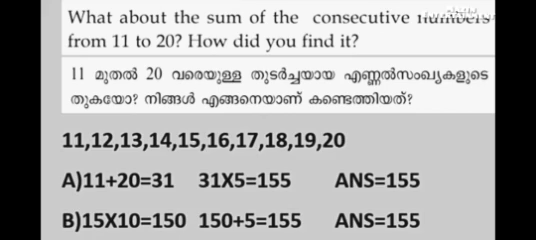 What about the sum of the consecutive numbers
from 11 to 20? How did you find it?
11 മുതൽ 20 വരെയുള്ള തുടർച്ചയായ എണ്ണൽസംഖ്യകളുടെ
തുകയോ? നിങ്ങൾ എങ്ങനെയാണ് കണ്ടെത്തിയത്?
11,12,13,14,15,16,17,18,19,20
A)11+20=31 31X5=155 ANS=155
B)15X10=150 150+5=155 ANS=155